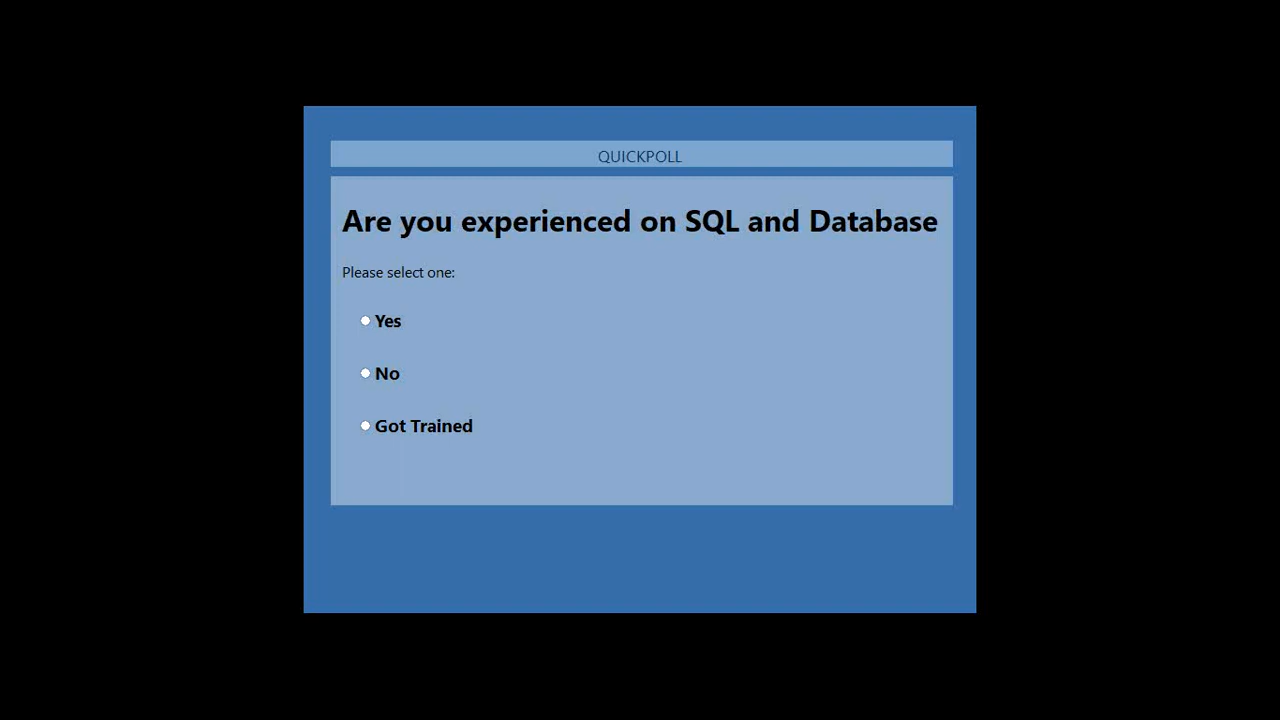 QUICKPOLL
Are you experienced on SQL and Database
Please select one:
Yes
No
Got Trained